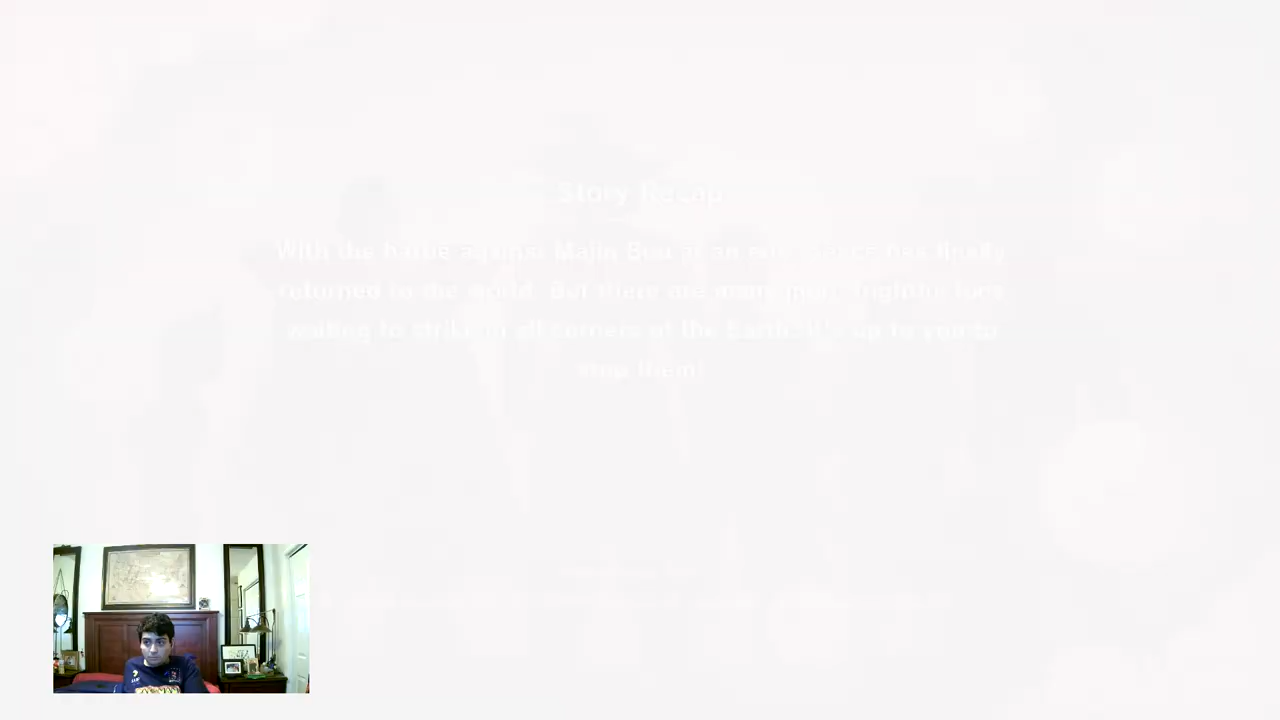 Story Recap
With the battle against Majin Buu at an end, peace has finally
returned to the world. But there are many more frightful foes
waiting to strike in all corners of the Earth! It's up to you to
stop them!